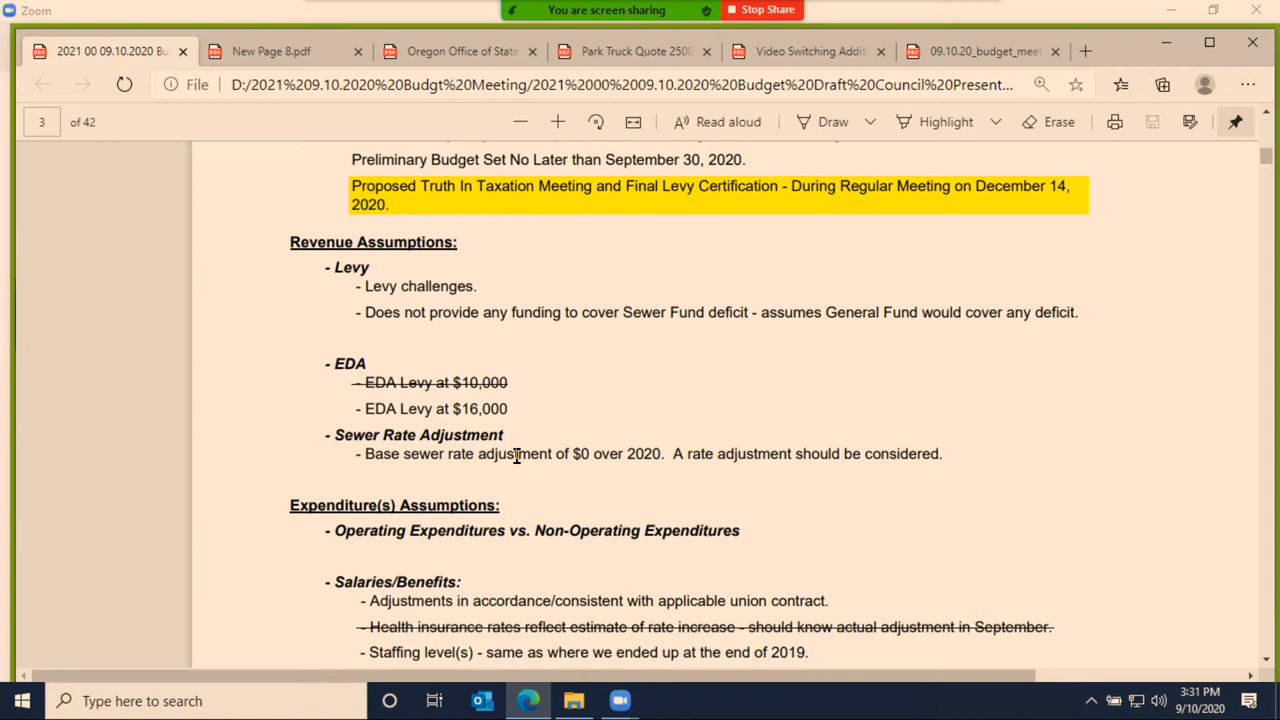 Zoom
You are screen sharing
Stop Share
2021 00 09.10.2020 Bu
New Page 8.pdf
Oregon Office of State
Park Truck Quote 2500
Video Switching Addit
09.10.20_budget_meet
File
D:/2021%209.10.2020%20Budgt%20Meeting/2021%2000%2009.10.2020%20Budget%20Draft%20Council%20Present...
3
of 42
Read aloud
Draw
Highlight
Erase
Preliminary Budget Set No Later than September 30, 2020.
Proposed Truth In Taxation Meeting and Final Levy Certification - During Regular Meeting on December 14,
2020.
Revenue Assumptions:
- Levy
- Levy challenges.
- Does not provide any funding to cover Sewer Fund deficit - assumes General Fund would cover any deficit.
- EDA
- EDA Levy at $10,000
- EDA Levy at $16,000
- Sewer Rate Adjustment
- Base sewer rate adjustment of $0 over 2020.  A rate adjustment should be considered.
Expenditure(s) Assumptions:
- Operating Expenditures vs. Non-Operating Expenditures
- Salaries/Benefits:
- Adjustments in accordance/consistent with applicable union contract.
- Health insurance rates reflect estimate of rate increase - should know actual adjustment in September.
- Staffing level(s) - same as where we ended up at the end of 2019.
Type here to search
3:31 PM
9/10/2020